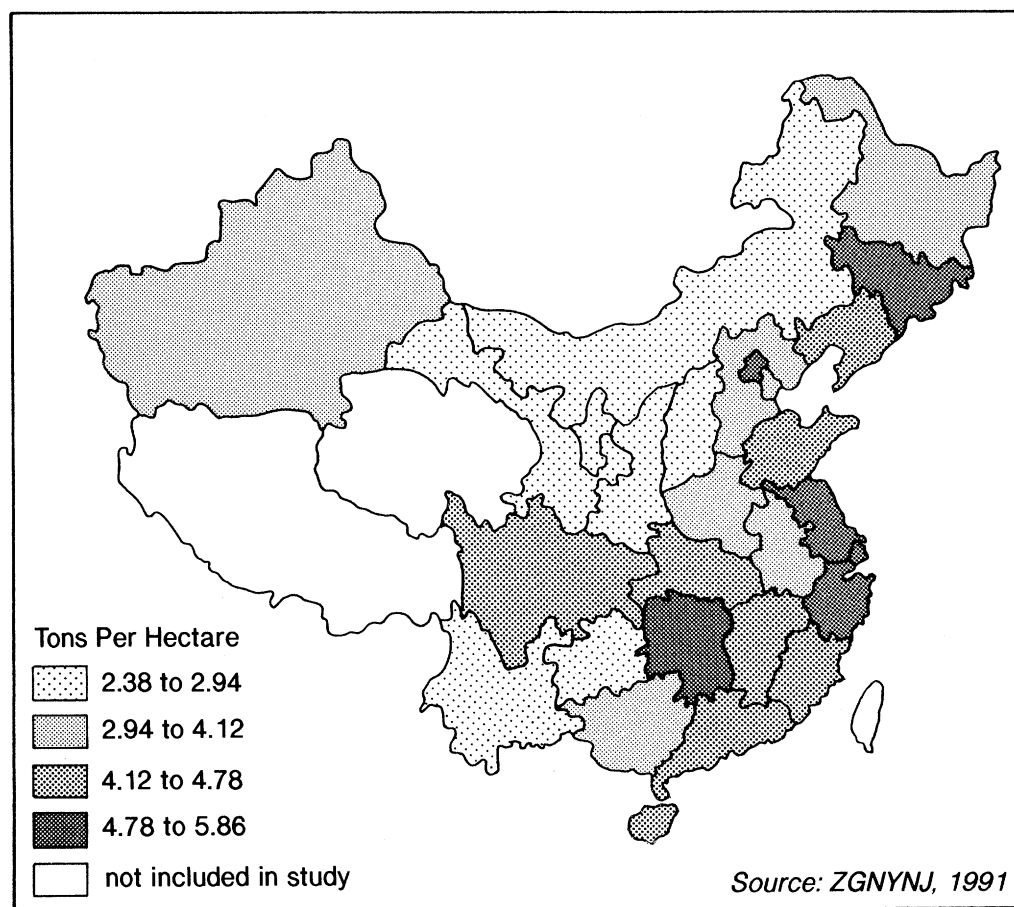 Tons Per Hectare
2.38 to 2.94
2.94 to 4.12
4.12 to 4.78
4.78 to 5.86
not included in study
Source: ZGNYNJ, 1991